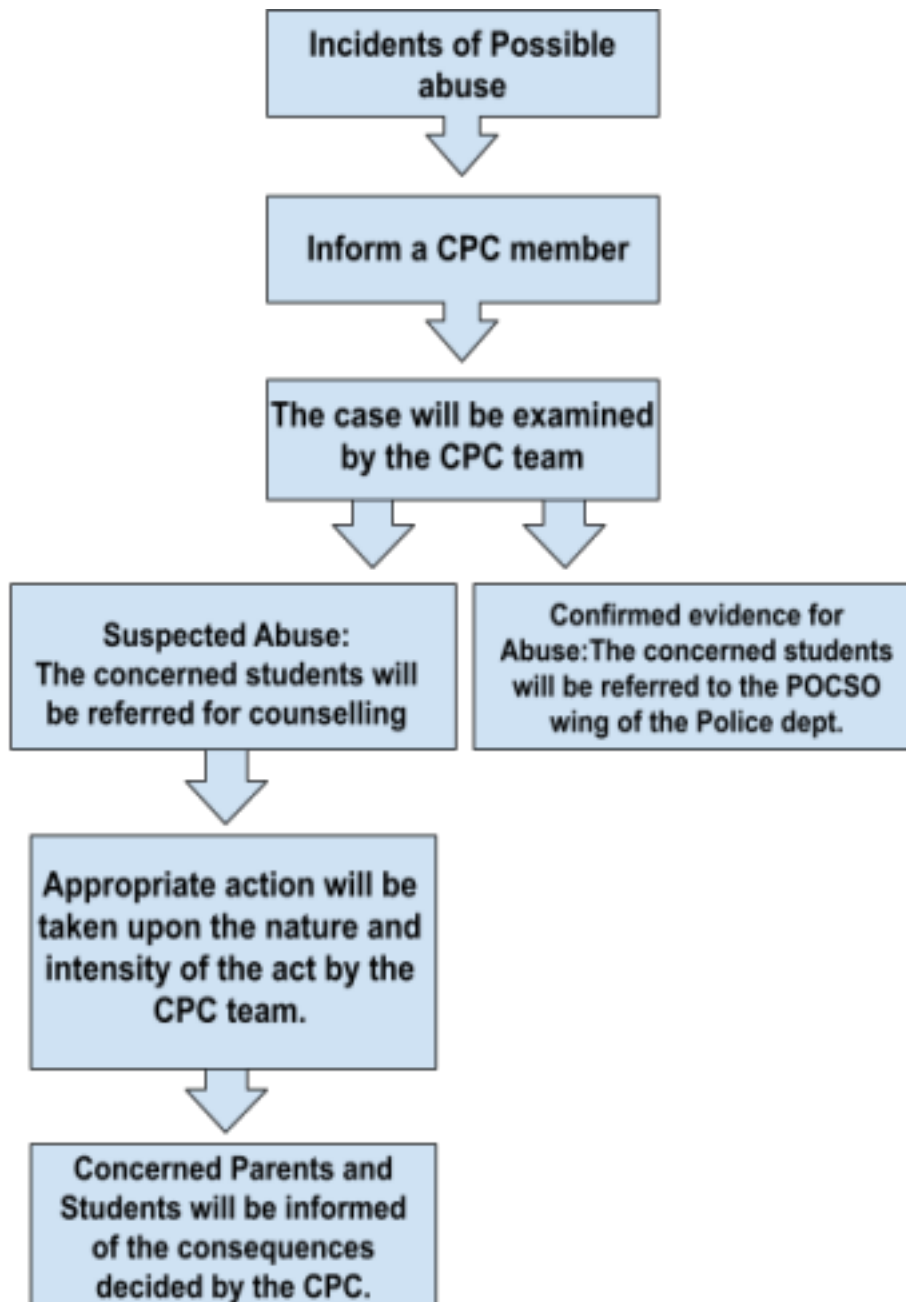 Incidents of Possible
abuse
Inform a CPC member
The case will be examined
by the CPC team
Suspected Abuse:
The concerned students will
be referred for counselling
Confirmed evidence for
Abuse:The concerned students
will be referred to the POCSO
wing of the Police dept.
Appropriate action will be
taken upon the nature and
intensity of the act by the
CPC team.
Concerned Parents and
Students will be informed
of the consequences
decided by the CPC.